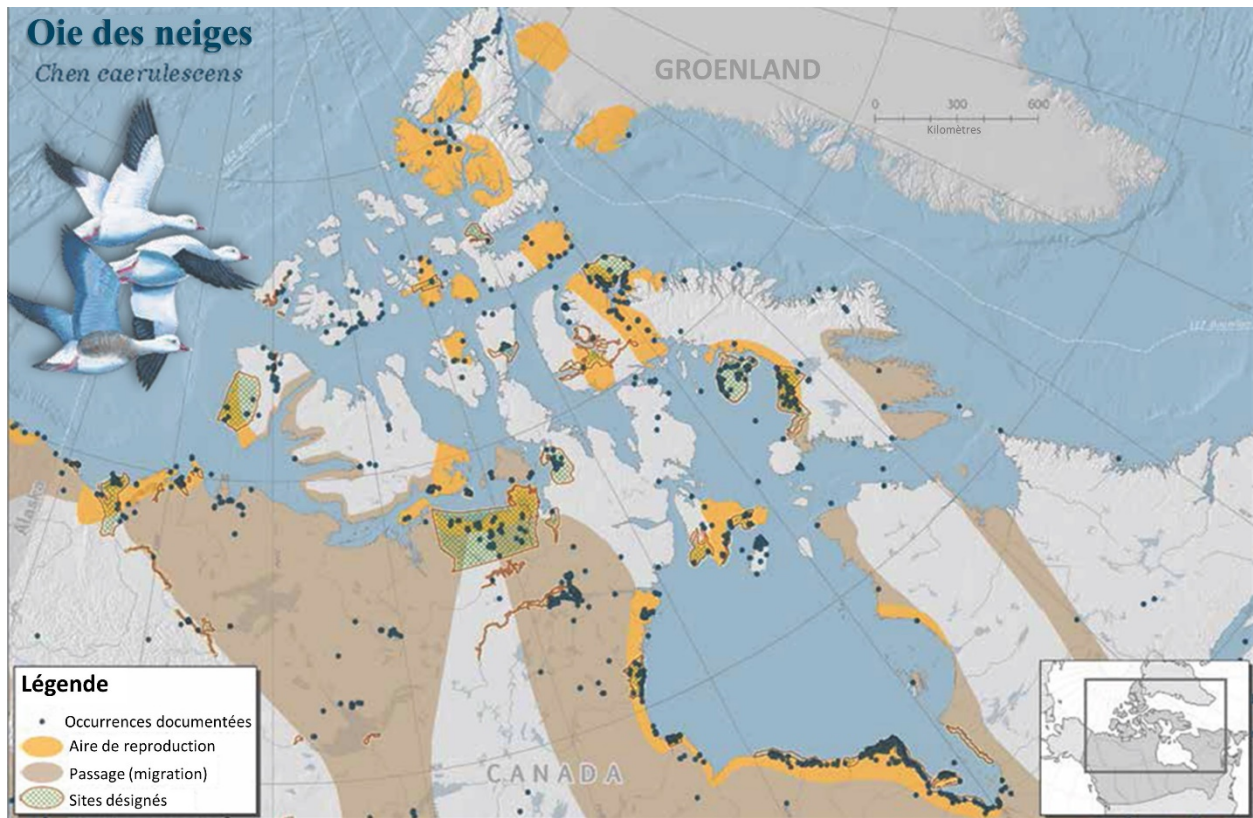 Oie des neiges
Chen caerulescens
GROENLAND
0 300 600
Kilomètres
Alaska
CANADA
Légende
Occurrences documentées
Aire de reproduction
Passage (migration)
Sites désignés